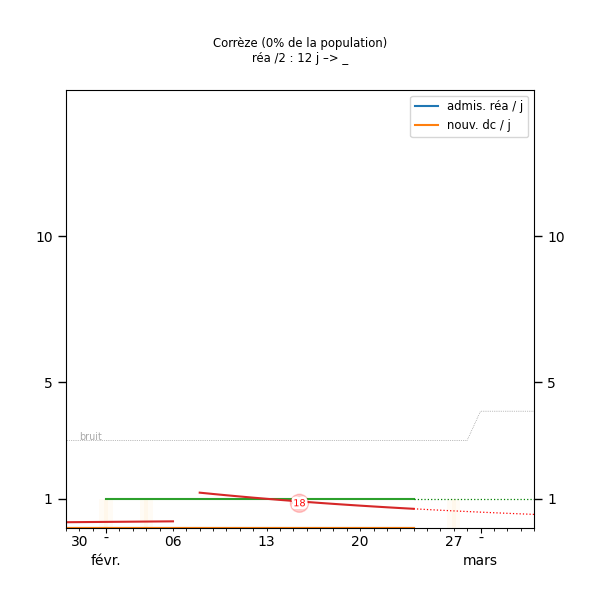 Corrèze (0% de la population)
réa /2 : 12 j –> _
admis. réa / j
nouv. dc / j
10 10
5 5
bruit
1 18 1
30 - 06 13 20 27 -
févr. mars